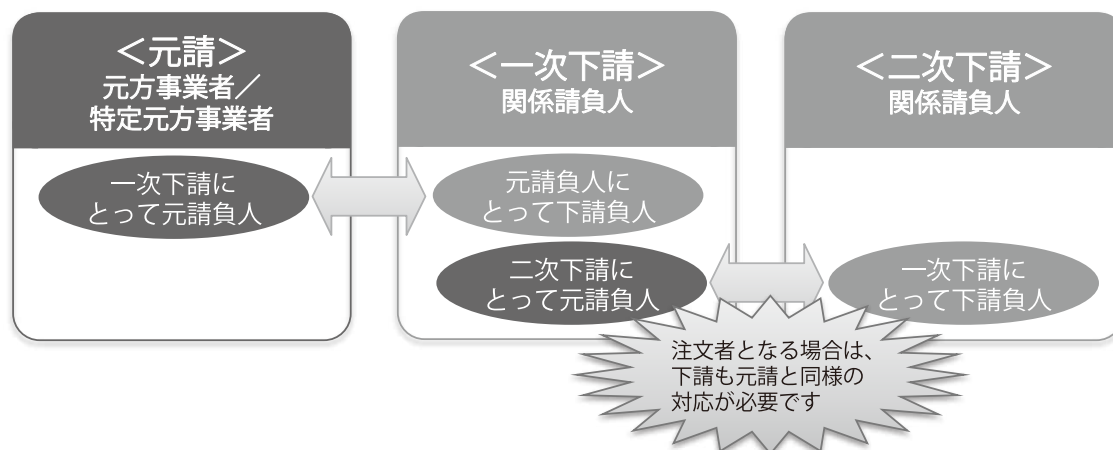 ＜元請＞
元方事業者／
特定元方事業者
一次下請に
とって元請負人
＜一次下請＞
関係請負人
元請負人に
とって下請負人
二次下請に
とって元請負人
＜二次下請＞
関係請負人
一次下請に
とって下請負人
注文者となる場合は、
下請も元請と同様の
対応が必要です